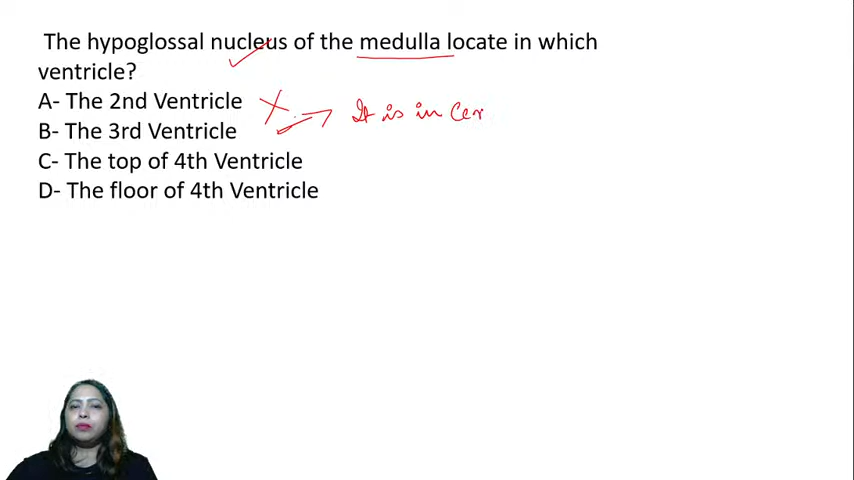 The hypoglossal nucleus of the medulla locate in which
ventricle?
A- The 2nd Ventricle
It is in Cer
B- The 3rd Ventricle
C- The top of 4th Ventricle
D- The floor of 4th Ventricle